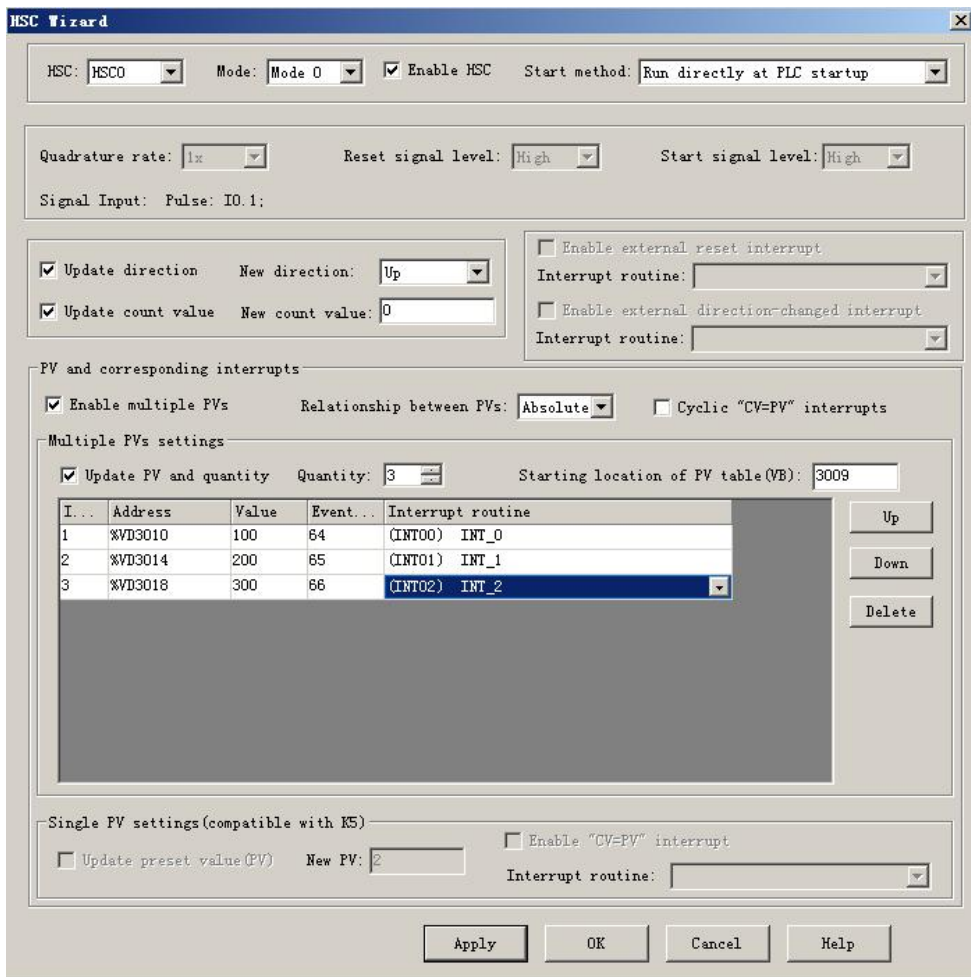 HSC Wizard
HSC: HSC0 Mode: Mode 0 Enable HSC Start method: Run directly at PLC startup
Quadrature rate: 1x Reset signal level: High Start signal level: High
Signal Input: Pulse: I0.1;
Update direction New direction: Up
Update count value New count value: 0
Enable external reset interrupt
Interrupt routine:
Enable external direction-changed interrupt
Interrupt routine:
PV and corresponding interrupts
Enable multiple PVs Relationship between PVs: Absolute Cyclic "CV=PV" interrupts
Multiple PVs settings
Update PV and quantity Quantity: 3 Starting location of PV table(VB): 3009
I... Address Value Event... Interrupt routine
1 %VD3010 100 64 (INT00) INT_0
2 %VD3014 200 65 (INT01) INT_1
3 %VD3018 300 66 (INT02) INT_2
Up
Down
Delete
Single PV settings(compatible with K5)
Update preset value(PV) New PV: 2
Enable "CV=PV" interrupt
Interrupt routine:
Apply OK Cancel Help